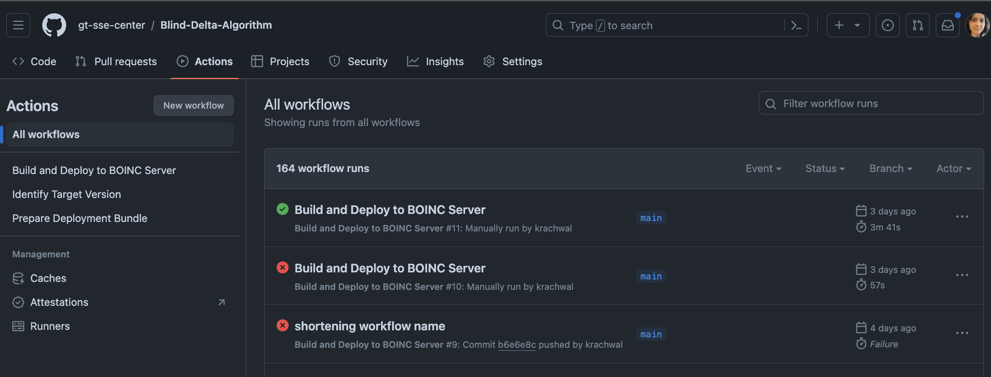 gt-sse-center / Blind-Delta-Algorithm
Type / to search
Code
Pull requests
Actions
Projects
Security
Insights
Settings
Actions
New workflow
All workflows
Build and Deploy to BOINC Server
Identify Target Version
Prepare Deployment Bundle
Management
Caches
Attestations
Runners
All workflows
Showing runs from all workflows
Filter workflow runs
164 workflow runs
Event
Status
Branch
Actor
Build and Deploy to BOINC Server
Build and Deploy to BOINC Server #11: Manually run by krachwal
main
3 days ago
3m 41s
Build and Deploy to BOINC Server
Build and Deploy to BOINC Server #10: Manually run by krachwal
main
3 days ago
57s
shortening workflow name
Build and Deploy to BOINC Server #9: Commit b6e6e8c pushed by krachwal
main
4 days ago
Failure